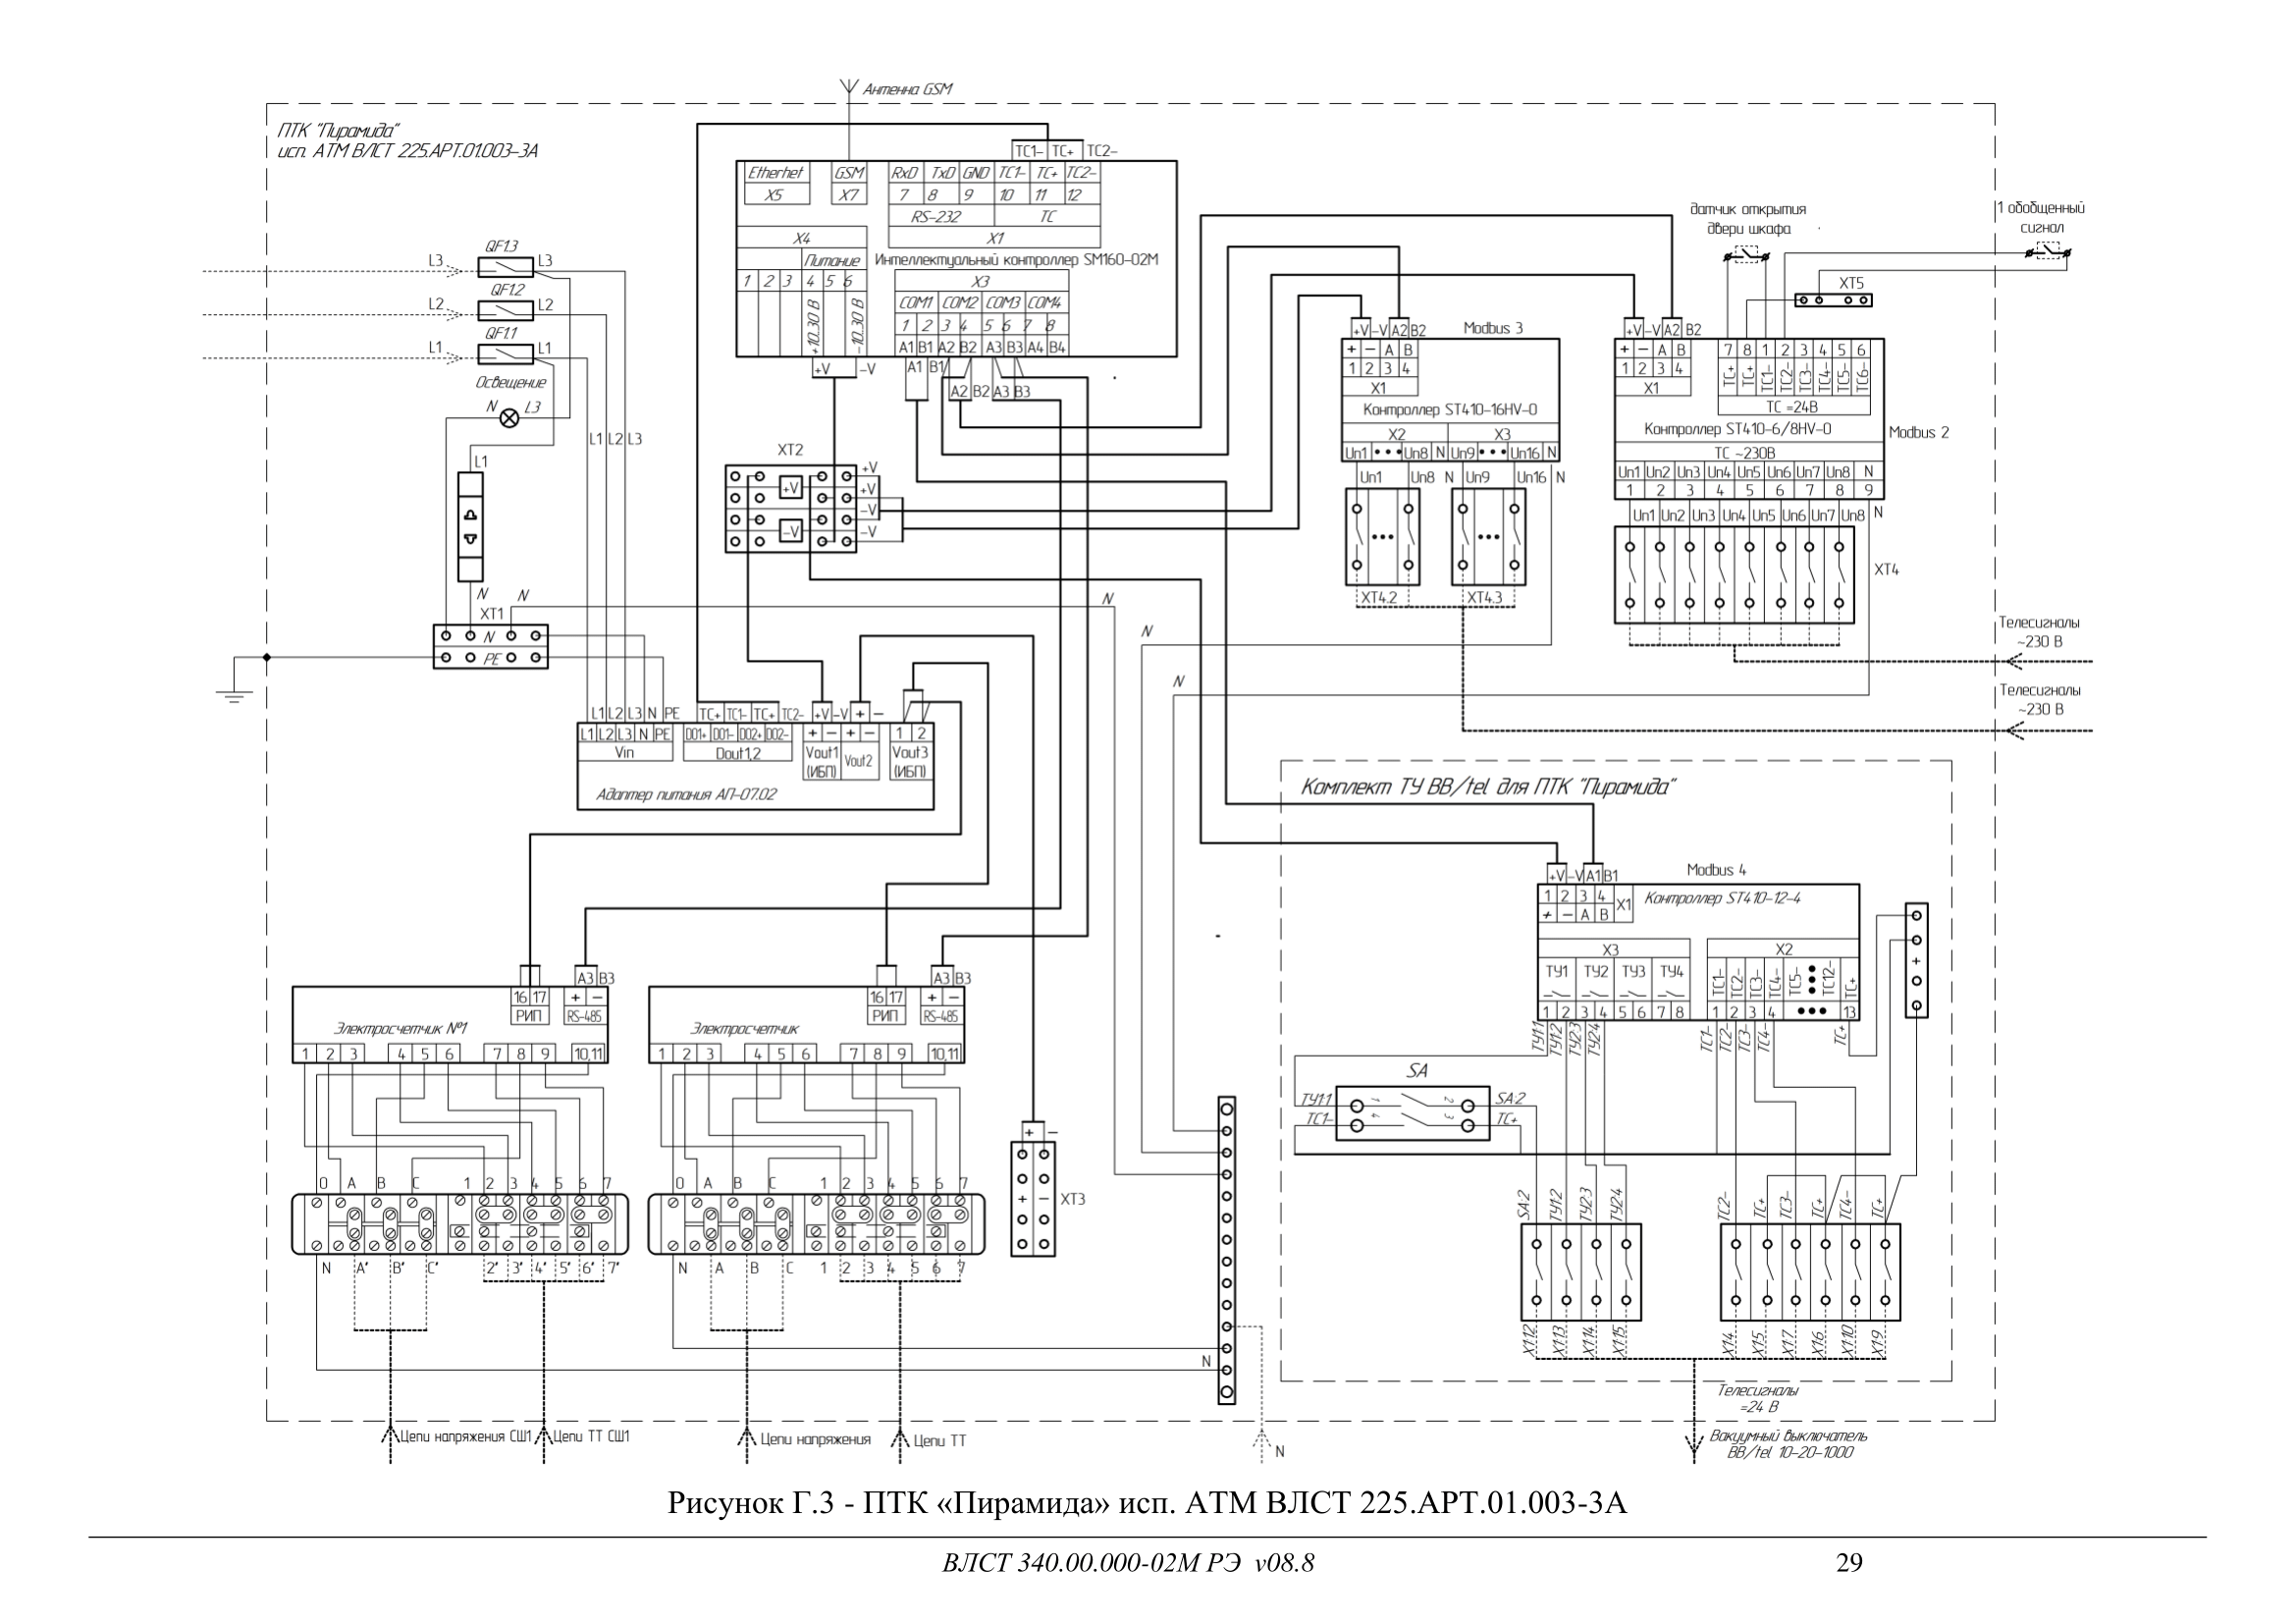 Антенна GSM
ПТК "Пирамида"
исп. АТМ ВЛСТ 225.АРТ.01.003-3А
TC1- TC+ TC2-
Etherhet GSM RxD TxD GND TC1- TC+ TC2-
X5 X7 7 8 9 10 11 12
RS-232 TC
X4 X1
Питание Интеллектуальный контроллер SM160-02M
1 2 3 4 5 6 X3
COM1 COM2 COM3 COM4
+10..30 В -10..30 В
1 2 3 4 5 6 7 8
A1 B1 A2 B2 A3 B3 A4 B4
+V -V A1 B1
A2 B2 A3 B3
L3 QF1.3 L3
L2 QF1.2 L2
L1 QF1.1 L1
Освещение
N L3
L1 L2 L3
L1
N
XT1 N
N
PE
XT2
+V
+V
-V
-V
+V
-V
N
N
N
L1 L2 L3 N PE TC+ TC1- TC+ TC2- +V -V + -
L1 L2 L3 N PE DO1+ DO1- DO2+ DO2- + - + - 1 2
Vin Dout1,2 Vout1 (ИБП) Vout2 Vout3 (ИБП)
Адаптер питания АП-07.02
+V -V A2 B2 Modbus 3
+ - A B
1 2 3 4
X1
Контроллер ST410-16HV-0
X2 X3
Un1 ••• Un8 N Un9 ••• Un16 N
Un1 Un8 N Un9 Un16 N
••• •••
XT4.2 XT4.3
датчик открытия
двери шкафа
1 обобщенный
сигнал
XT5
+V -V A2 B2
+ - A B 7 8 1 2 3 4 5 6
1 2 3 4 TC+ TC+ TC1- TC2- TC3- TC4- TC5- TC6-
X1 TC =24В
Контроллер ST410-6/8HV-0 Modbus 2
TC ~230В
Un1 Un2 Un3 Un4 Un5 Un6 Un7 Un8 N
1 2 3 4 5 6 7 8 9
Un1 Un2 Un3 Un4 Un5 Un6 Un7 Un8 N
XT4
Телесигналы
~230 В
Телесигналы
~230 В
Комплект ТУ ВВ/tel для ПТК "Пирамида"
+V -V A1 B1 Modbus 4
1 2 3 4 X1 Контроллер ST410-12-4
+ - A B
X3 X2
ТУ1 ТУ2 ТУ3 ТУ4 TC1- TC2- TC3- TC4- TC5- ••• TC12- TC+
1 2 3 4 5 6 7 8 1 2 3 4 ••• 13
ТУ1.1 ТУ1.2 ТУ2.3 ТУ2.4 TC1- TC2- TC3- TC4- TC+
+
SA
ТУ1.1 1 2 SA:2
TC1- 4 3 TC+
SA:2 ТУ1.2 ТУ2.3 ТУ2.4 TC2- TC+ TC3- TC+ TC4- TC+
X1:12 X1:13 X1:14 X1:15 X1:4 X1:5 X1:7 X1:6 X1:10 X1:9
Телесигналы
=24 В
Вакуумный выключатель
ВВ/tel 10-20-1000
A3 B3 A3 B3
16 17 + - 16 17 + -
РИП RS-485 РИП RS-485
Электросчетчик №1 Электросчетчик
1 2 3 4 5 6 7 8 9 10,11 1 2 3 4 5 6 7 8 9 10,11
+ -
0 A B C 1 2 3 4 5 6 7 0 A B C 1 2 3 4 5 6 7
+ - XT3
N A' B' C' 2' 3' 4' 5' 6' 7' N A B C 1 2 3 4 5 6 7
N
Цепи напряжения СШ1 Цепи ТТ СШ1 Цепи напряжения Цепи ТТ N
Рисунок Г.3 - ПТК «Пирамида» исп. АТМ ВЛСТ 225.АРТ.01.003-3А
ВЛСТ 340.00.000-02М РЭ v08.8 29